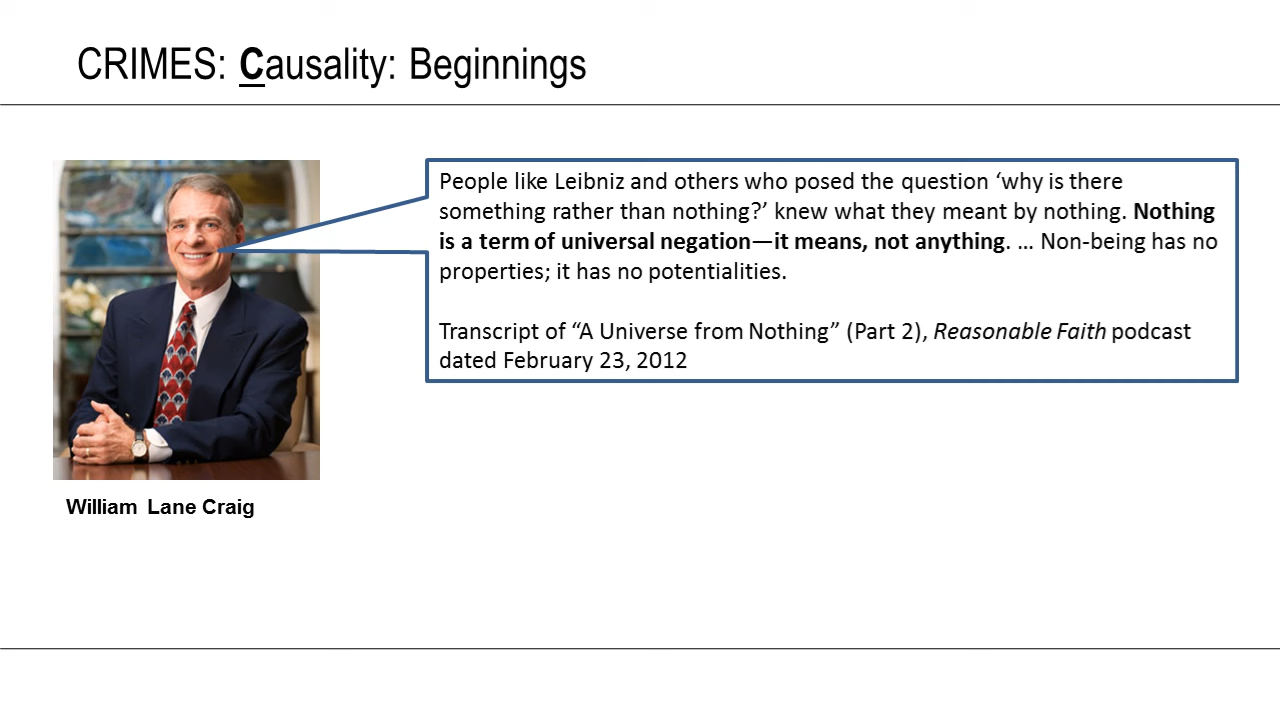 CRIMES: Causality: Beginnings
People like Leibniz and others who posed the question ‘why is there
something rather than nothing?’ knew what they meant by nothing. Nothing
is a term of universal negation—it means, not anything. … Non-being has no
properties; it has no potentialities.
Transcript of “A Universe from Nothing” (Part 2), Reasonable Faith podcast
dated February 23, 2012
William Lane Craig